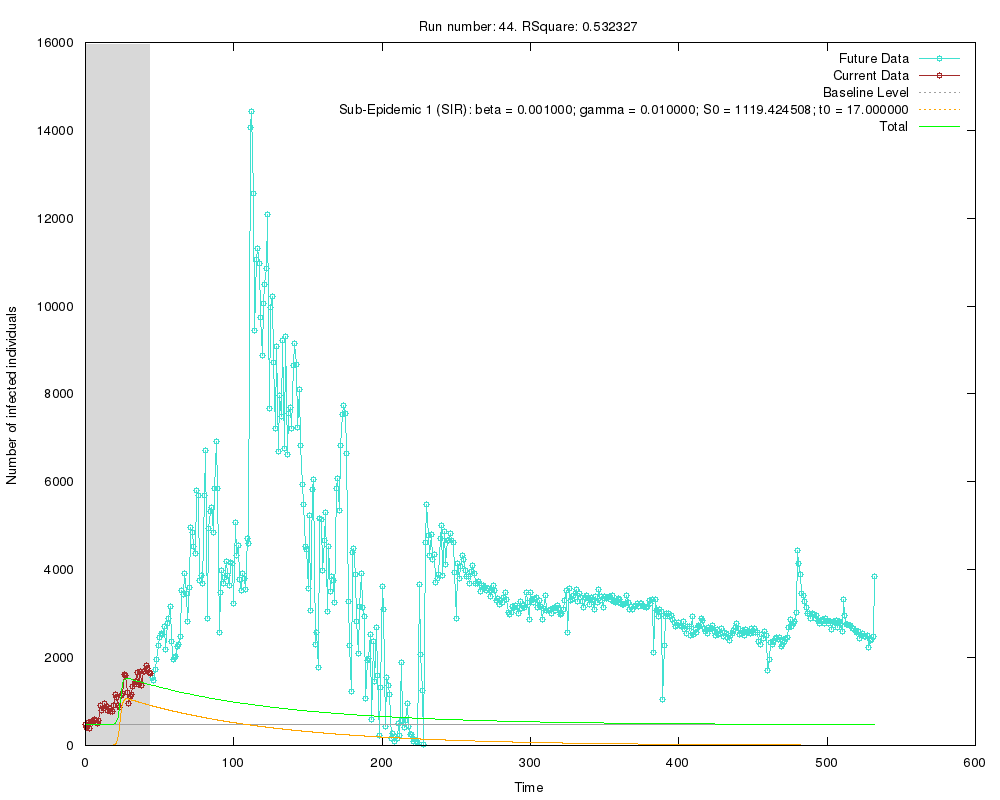 Run number: 44. RSquare: 0.532327
16000
14000
12000
10000
8000
6000
4000
2000
0
Number of infected individuals
Future Data
Current Data
Baseline Level
Sub-Epidemic 1 (SIR): beta = 0.001000; gamma = 0.010000; S0 = 1119.424508; t0 = 17.000000
Total
0 100 200 300 400 500 600
Time